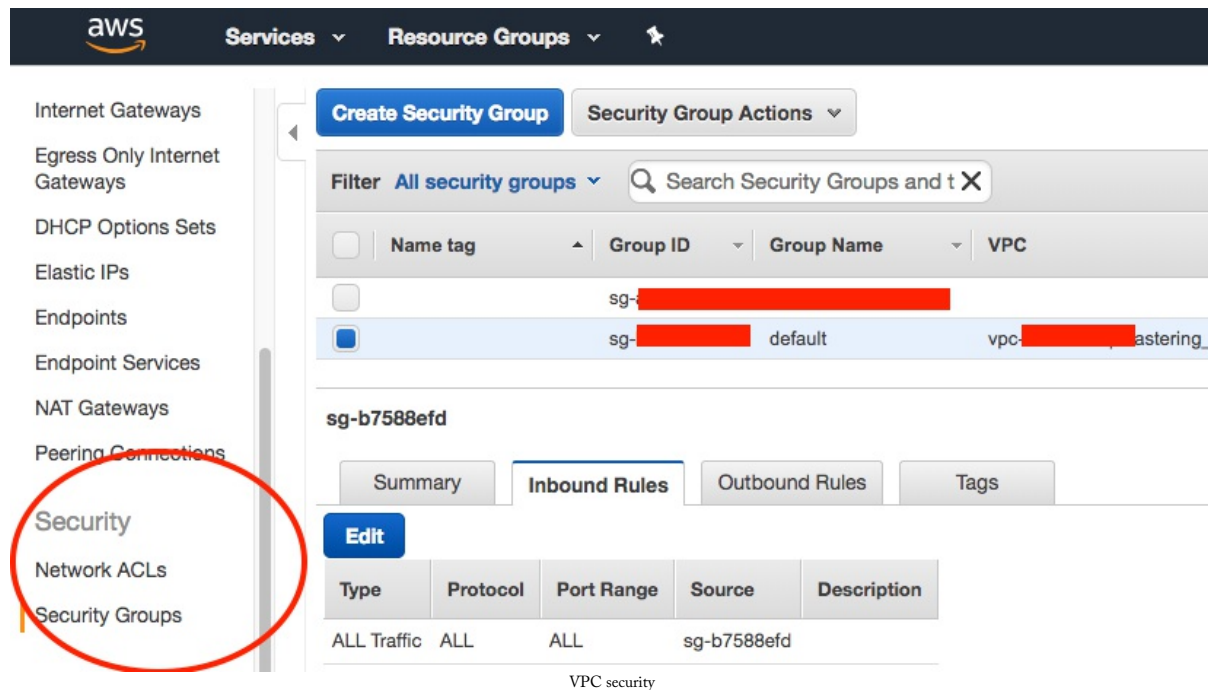 aws
Services Resource Groups
Internet Gateways
Egress Only Internet
Gateways
DHCP Options Sets
Elastic IPs
Endpoints
Endpoint Services
NAT Gateways
Peering Connections
Security
Network ACLs
Security Groups
Create Security Group Security Group Actions
Filter All security groups Search Security Groups and t
Name tag Group ID Group Name VPC
sg-
sg- default vpc- astering_
sg-b7588efd
Summary Inbound Rules Outbound Rules Tags
Edit
Type Protocol Port Range Source Description
ALL Traffic ALL ALL sg-b7588efd
VPC security